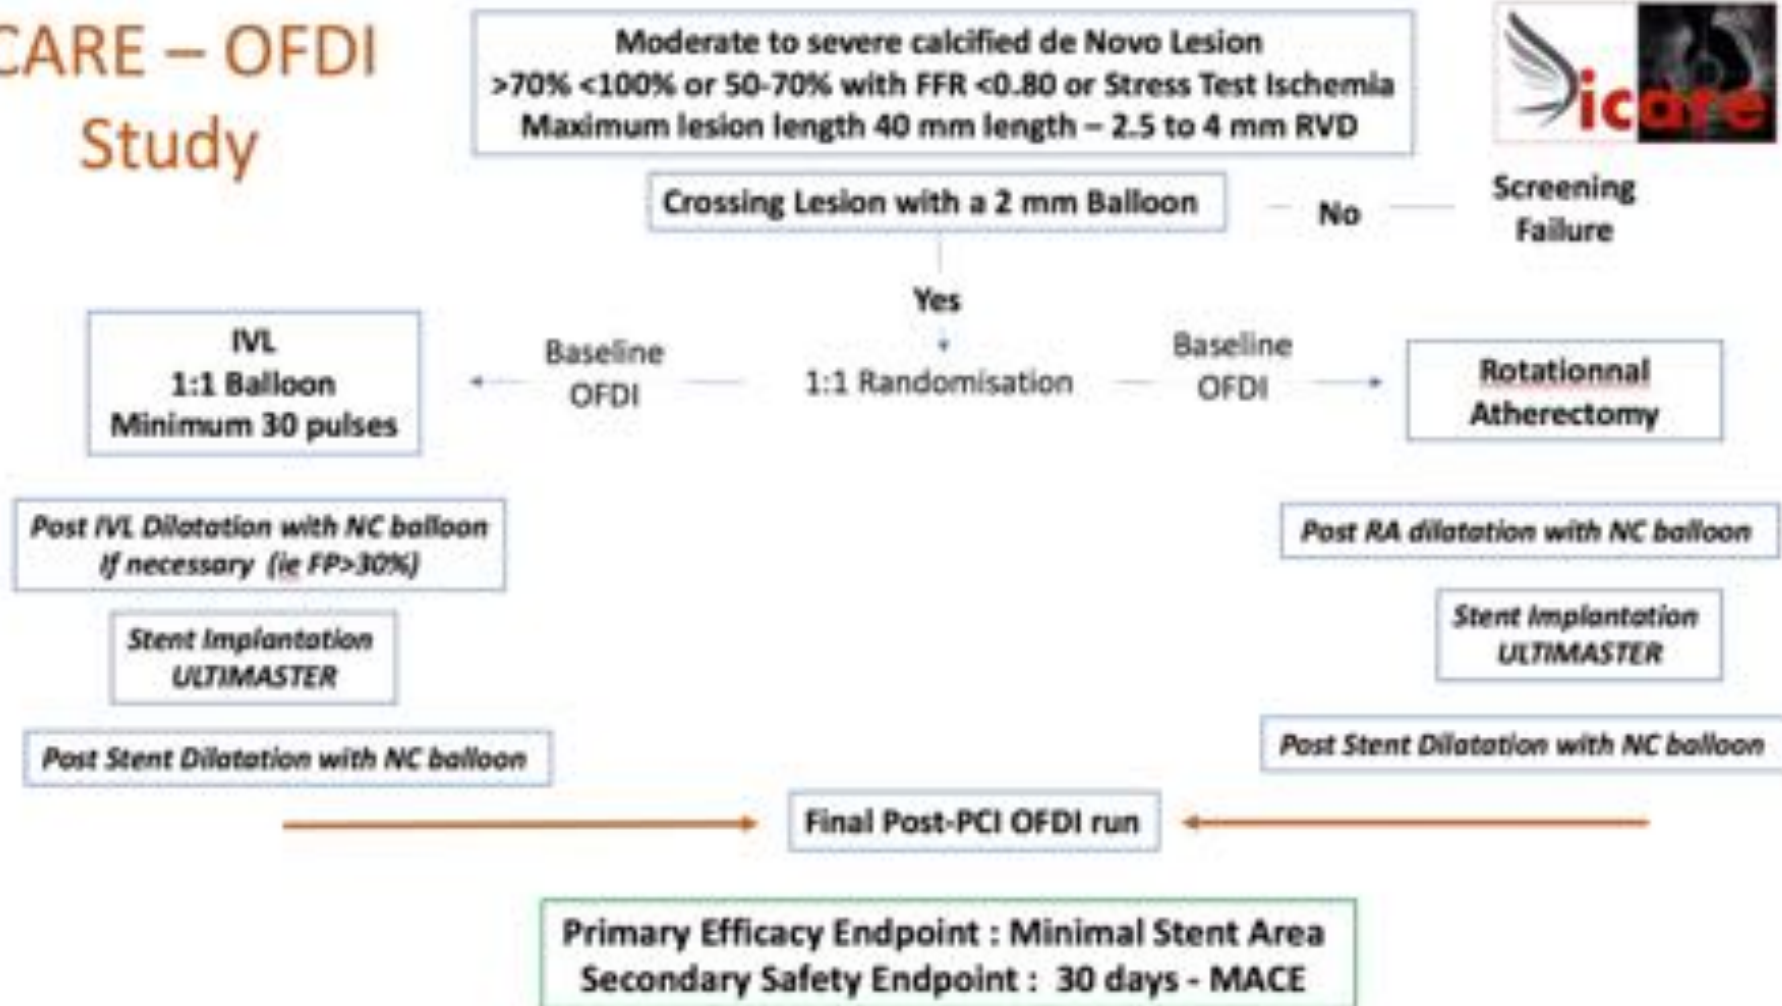 CARE – OFDI
Study
Moderate to severe calcified de Novo Lesion
>70% <100% or 50-70% with FFR <0.80 or Stress Test Ischemia
Maximum lesion length 40 mm length – 2.5 to 4 mm RVD
icare
Crossing Lesion with a 2 mm Balloon
No
Screening
Failure
Yes
IVL
1:1 Balloon
Minimum 30 pulses
Baseline
OFDI
1:1 Randomisation
Baseline
OFDI
Rotationnal
Atherectomy
Post IVL Dilatation with NC balloon
If necessary (ie FP>30%)
Post RA dilatation with NC balloon
Stent Implantation
ULTIMASTER
Stent Implantation
ULTIMASTER
Post Stent Dilatation with NC balloon
Post Stent Dilatation with NC balloon
Final Post-PCI OFDI run
Primary Efficacy Endpoint : Minimal Stent Area
Secondary Safety Endpoint : 30 days - MACE